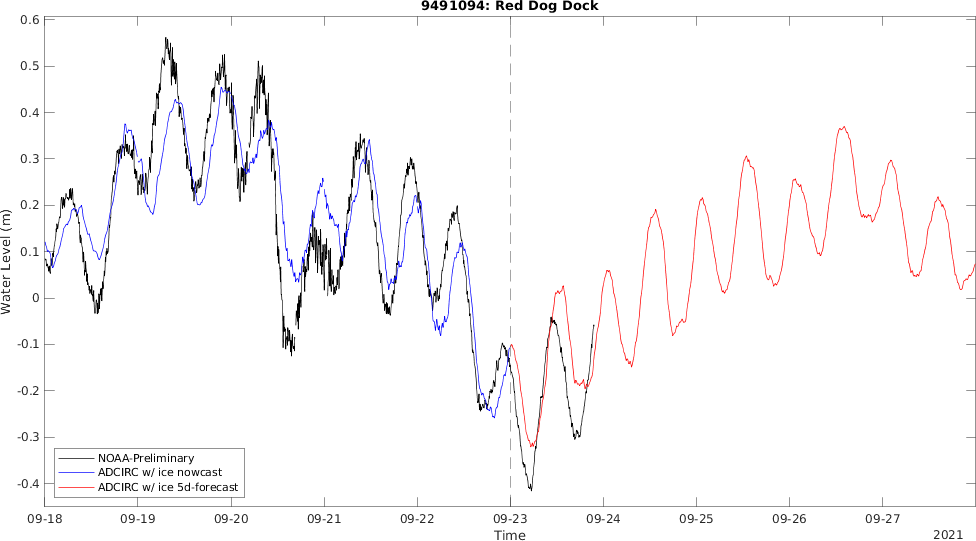 9491094: Red Dog Dock
0.6
0.5
0.4
0.3
0.2
0.1
0
-0.1
-0.2
-0.3
-0.4
Water Level (m)
NOAA-Preliminary
ADCIRC w/ ice nowcast
ADCIRC w/ ice 5d-forecast
09-18 09-19 09-20 09-21 09-22 09-23 09-24 09-25 09-26 09-27
Time
2021